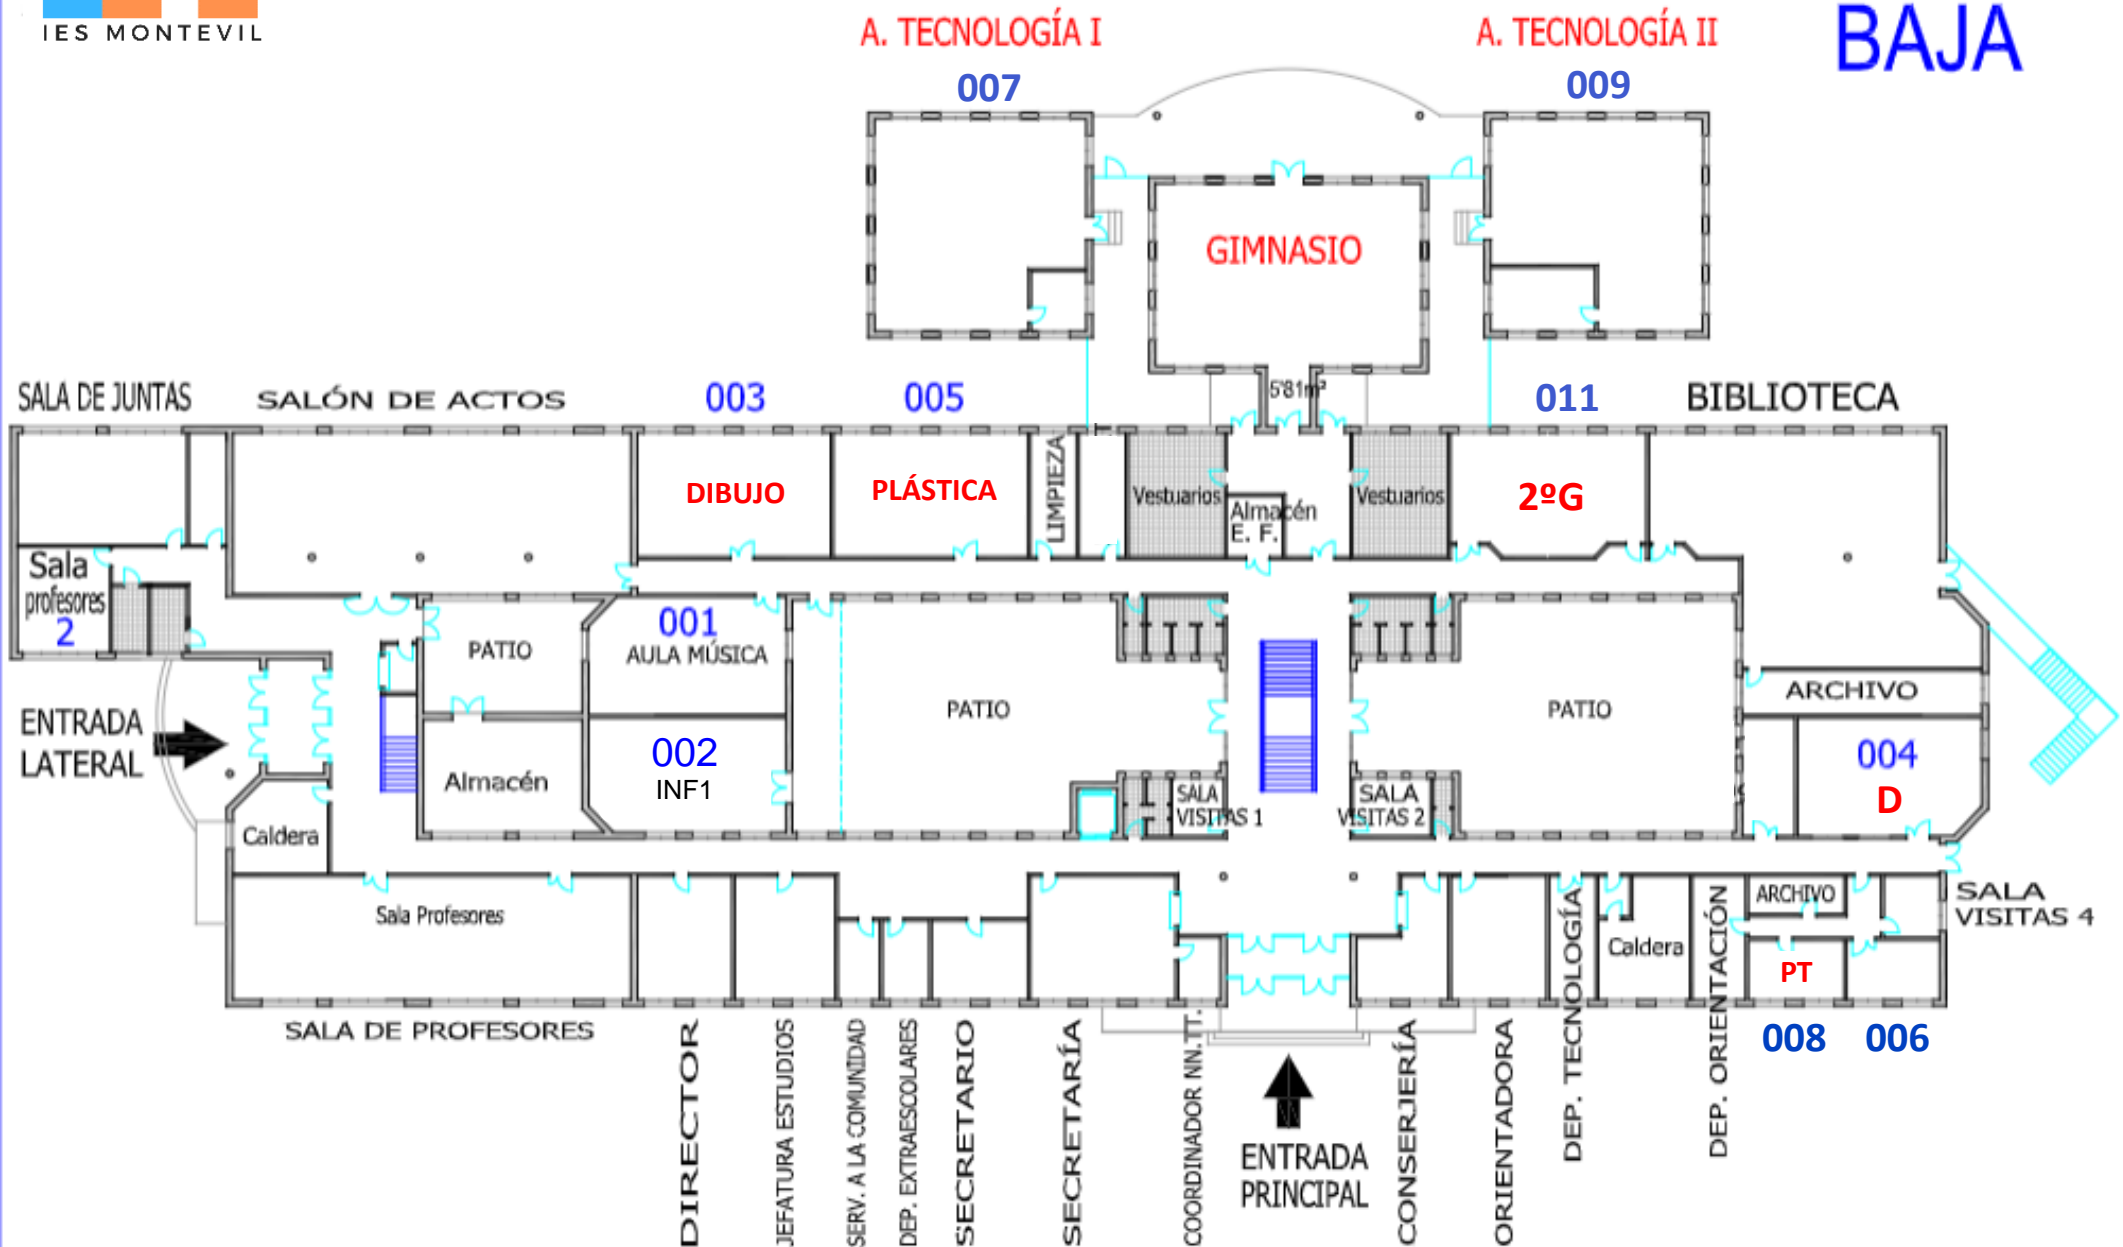 IES MONTEVIL
A. TECNOLOGÍA I
A. TECNOLOGÍA II
BAJA
007
009
GIMNASIO
5'81m²
SALA DE JUNTAS
SALÓN DE ACTOS
003
005
011
BIBLIOTECA
DIBUJO
PLÁSTICA
LIMPIEZA
Vestuarios
Almacén
E. F.
Vestuarios
2ºG
Sala
profesores
2
PATIO
001
AULA MÚSICA
PATIO
PATIO
ARCHIVO
ENTRADA
LATERAL
Almacén
002
INF1
SALA
VISITAS 1
SALA
VISITAS 2
004
D
Caldera
Sala Profesores
DEP. TECNOLOGÍA
Caldera
DEP. ORIENTACIÓN
ARCHIVO
PT
SALA
VISITAS 4
SALA DE PROFESORES
DIRECTOR
JEFATURA ESTUDIOS
SERV. A LA COMUNIDAD
DEP. EXTRAESCOLARES
SECRETARIO
SECRETARÍA
COORDINADOR NN.TT.
ENTRADA
PRINCIPAL
CONSERJERÍA
ORIENTADORA
008
006